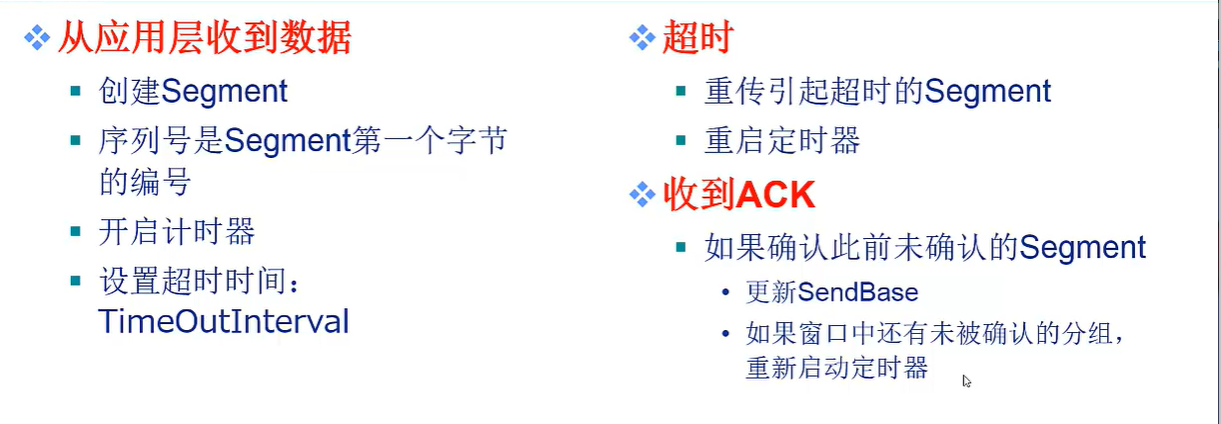 从应用层收到数据
创建Segment
序列号是Segment第一个字节
的编号
开启计时器
设置超时时间：
TimeOutInterval
超时
重传引起超时的Segment
重启定时器
收到ACK
如果确认此前未确认的Segment
更新SendBase
如果窗口中还有未被确认的分组，
重新启动定时器